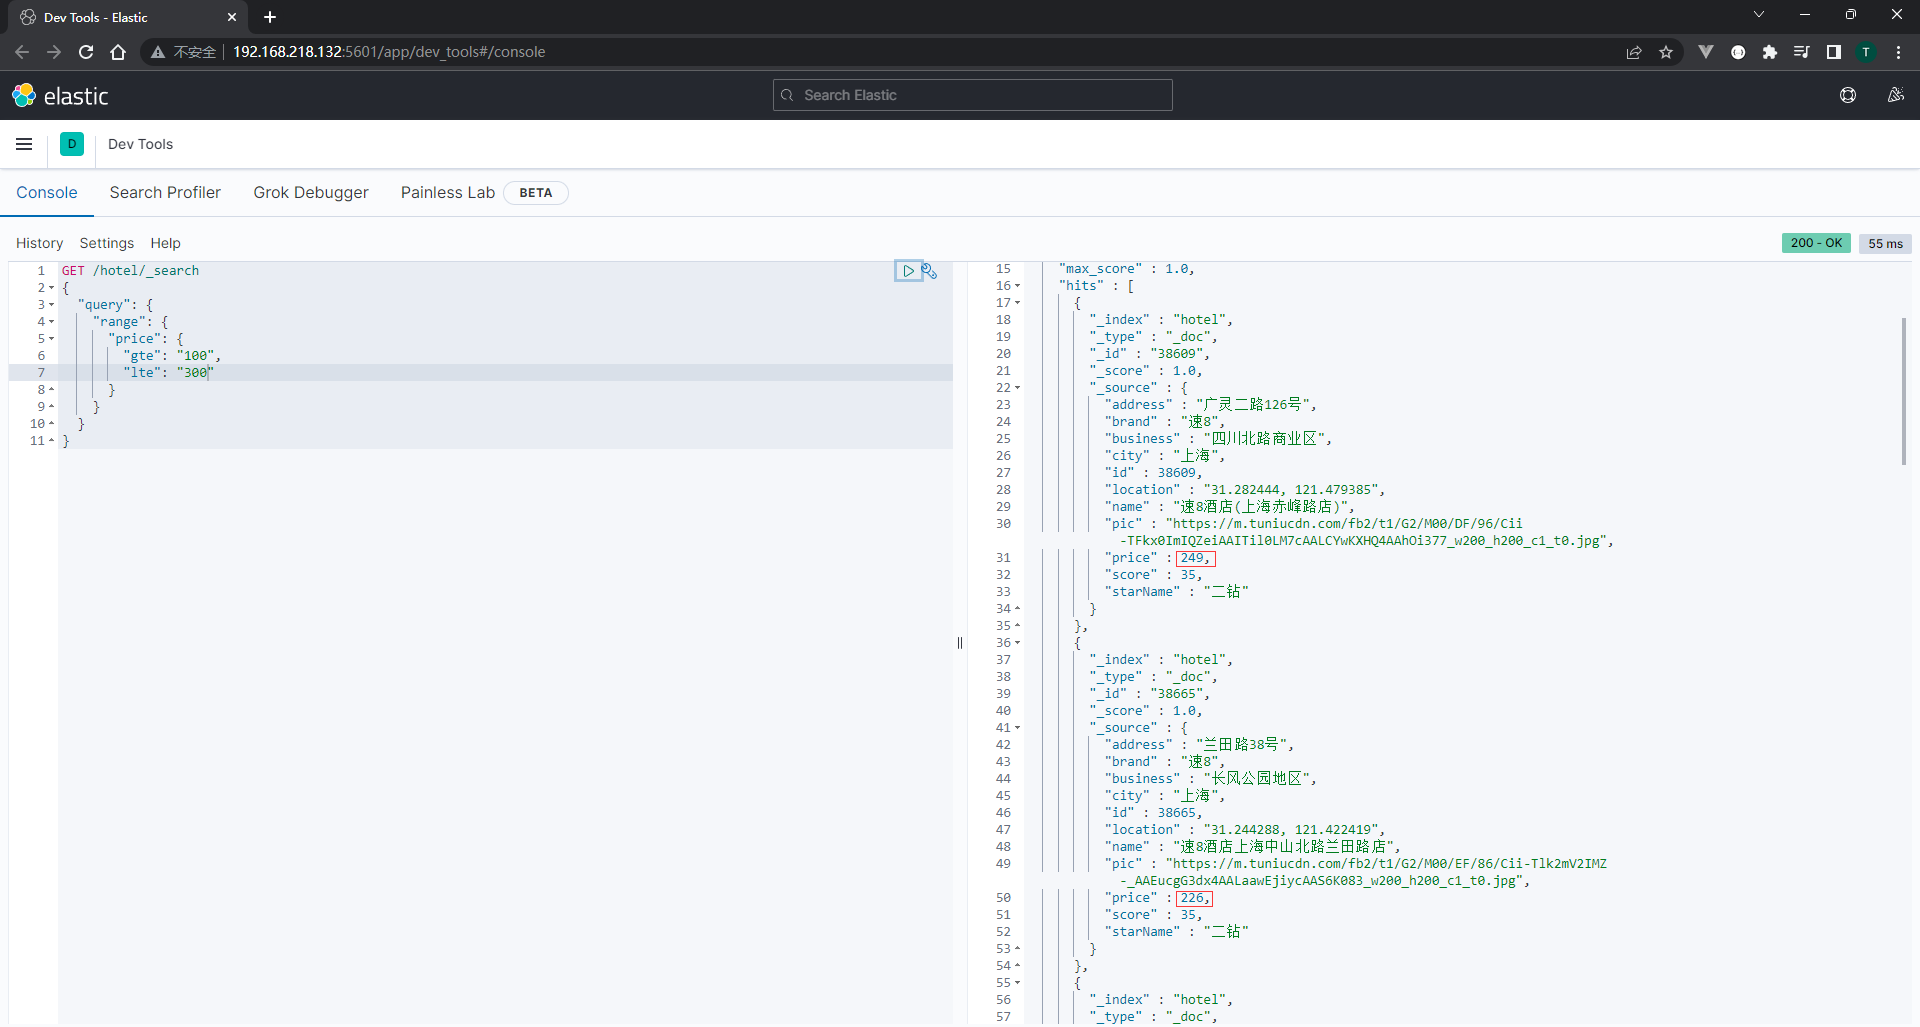 Dev Tools - Elastic
不安全 192.168.218.132:5601/app/dev_tools#/console
T
elastic
Search Elastic
D
Dev Tools
Console Search Profiler Grok Debugger Painless Lab BETA
History Settings Help
200 - OK 55 ms
1 GET /hotel/_search
2 {
3 "query": {
4 "range": {
5 "price": {
6 "gte": "100",
7 "lte": "300"
8 }
9 }
10 }
11 }
15 "max_score" : 1.0,
16 "hits" : [
17 {
18 "_index" : "hotel",
19 "_type" : "_doc",
20 "_id" : "38609",
21 "_score" : 1.0,
22 "_source" : {
23 "address" : "广灵二路126号",
24 "brand" : "速8",
25 "business" : "四川北路商业区",
26 "city" : "上海",
27 "id" : 38609,
28 "location" : "31.282444, 121.479385",
29 "name" : "速8酒店(上海赤峰路店)",
30 "pic" : "https://m.tuniucdn.com/fb2/t1/G2/M00/DF/96/Cii
-TFkx0ImIQZeiAAITil0LM7cAALCYwKXHQ4AAhOi377_w200_h200_c1_t0.jpg",
31 "price" : 249,
32 "score" : 35,
33 "starName" : "二钻"
34 }
35 },
36 {
37 "_index" : "hotel",
38 "_type" : "_doc",
39 "_id" : "38665",
40 "_score" : 1.0,
41 "_source" : {
42 "address" : "兰田路38号",
43 "brand" : "速8",
44 "business" : "长风公园地区",
45 "city" : "上海",
46 "id" : 38665,
47 "location" : "31.244288, 121.422419",
48 "name" : "速8酒店上海中山北路兰田路店",
49 "pic" : "https://m.tuniucdn.com/fb2/t1/G2/M00/EF/86/Cii-Tlk2mV2IMZ
-_AAEucgG3dx4AALaawEjiycAAS6K083_w200_h200_c1_t0.jpg",
50 "price" : 226,
51 "score" : 35,
52 "starName" : "二钻"
53 }
54 },
55 {
56 "_index" : "hotel",
57 "_type" : "_doc",